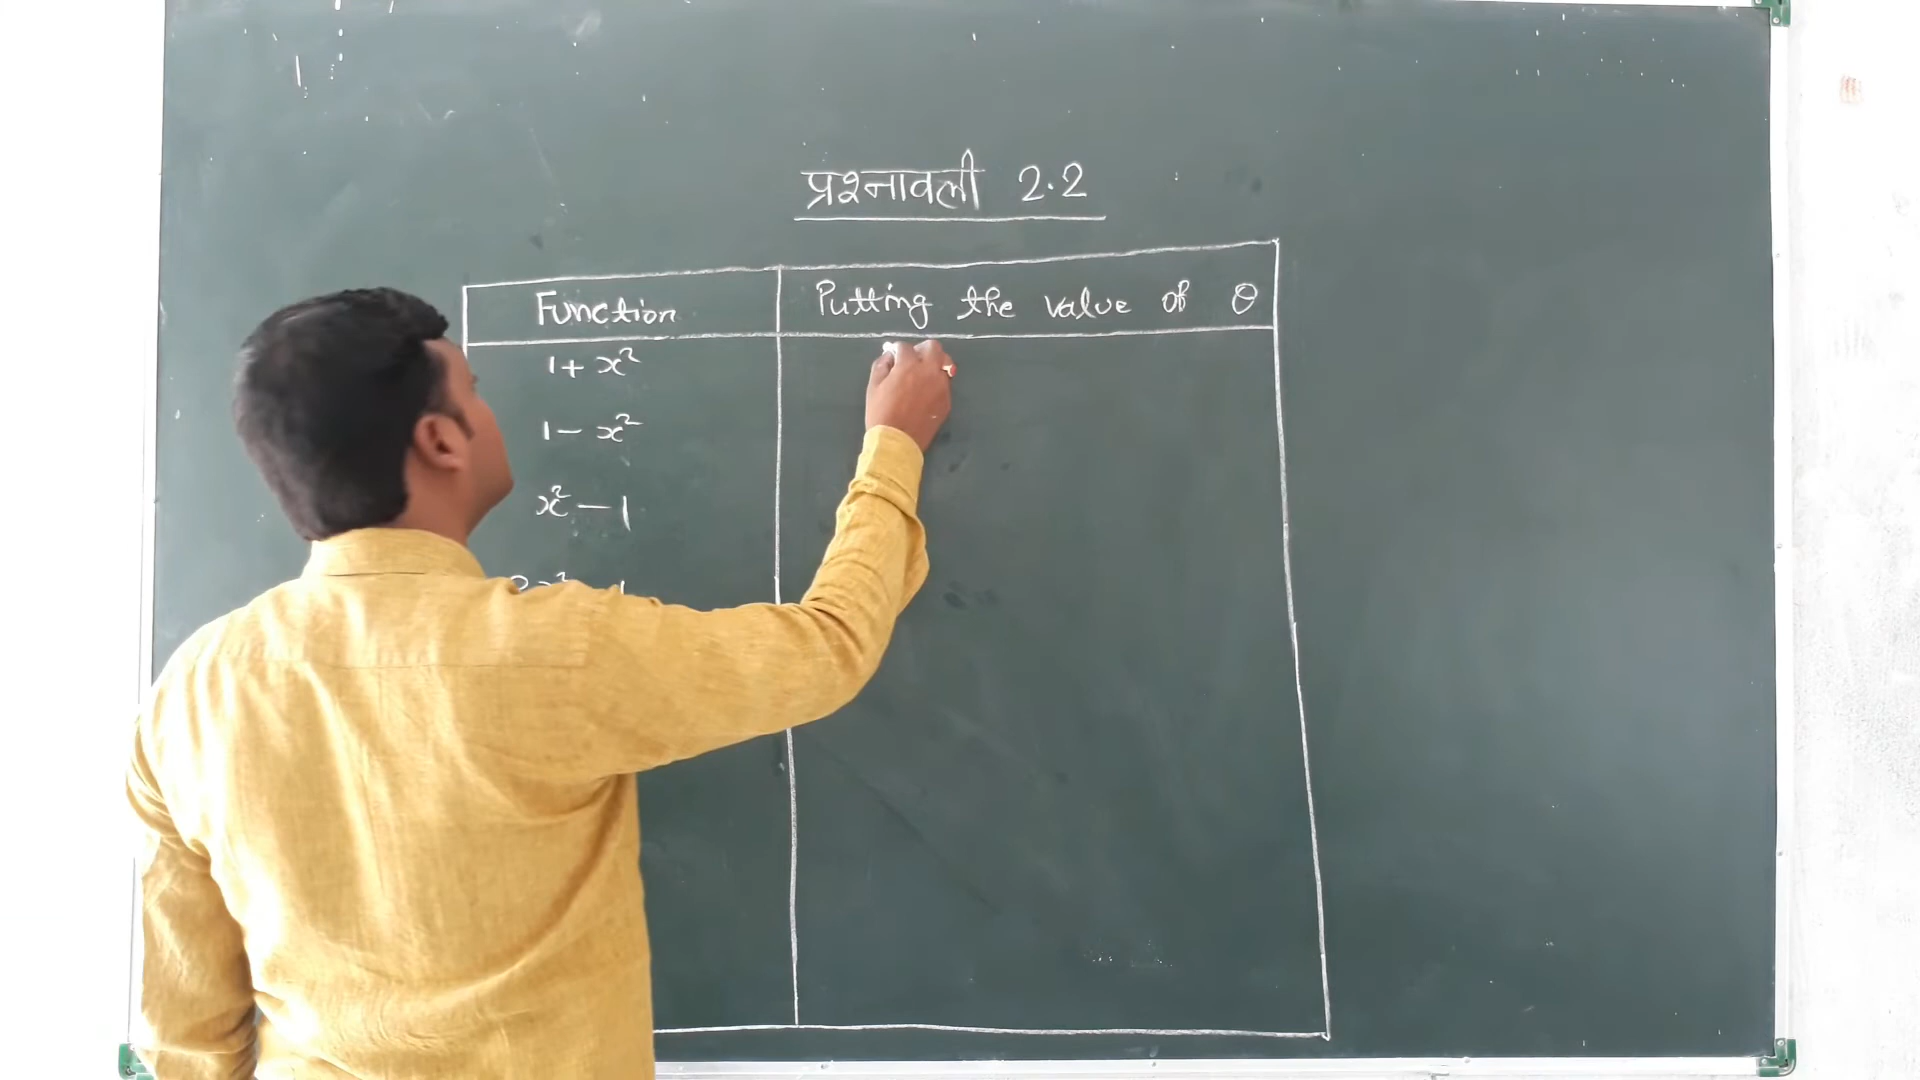 प्रश्नावली 2.2
Function Putting the value of θ
1 + x²
1 - x²
x² - 1